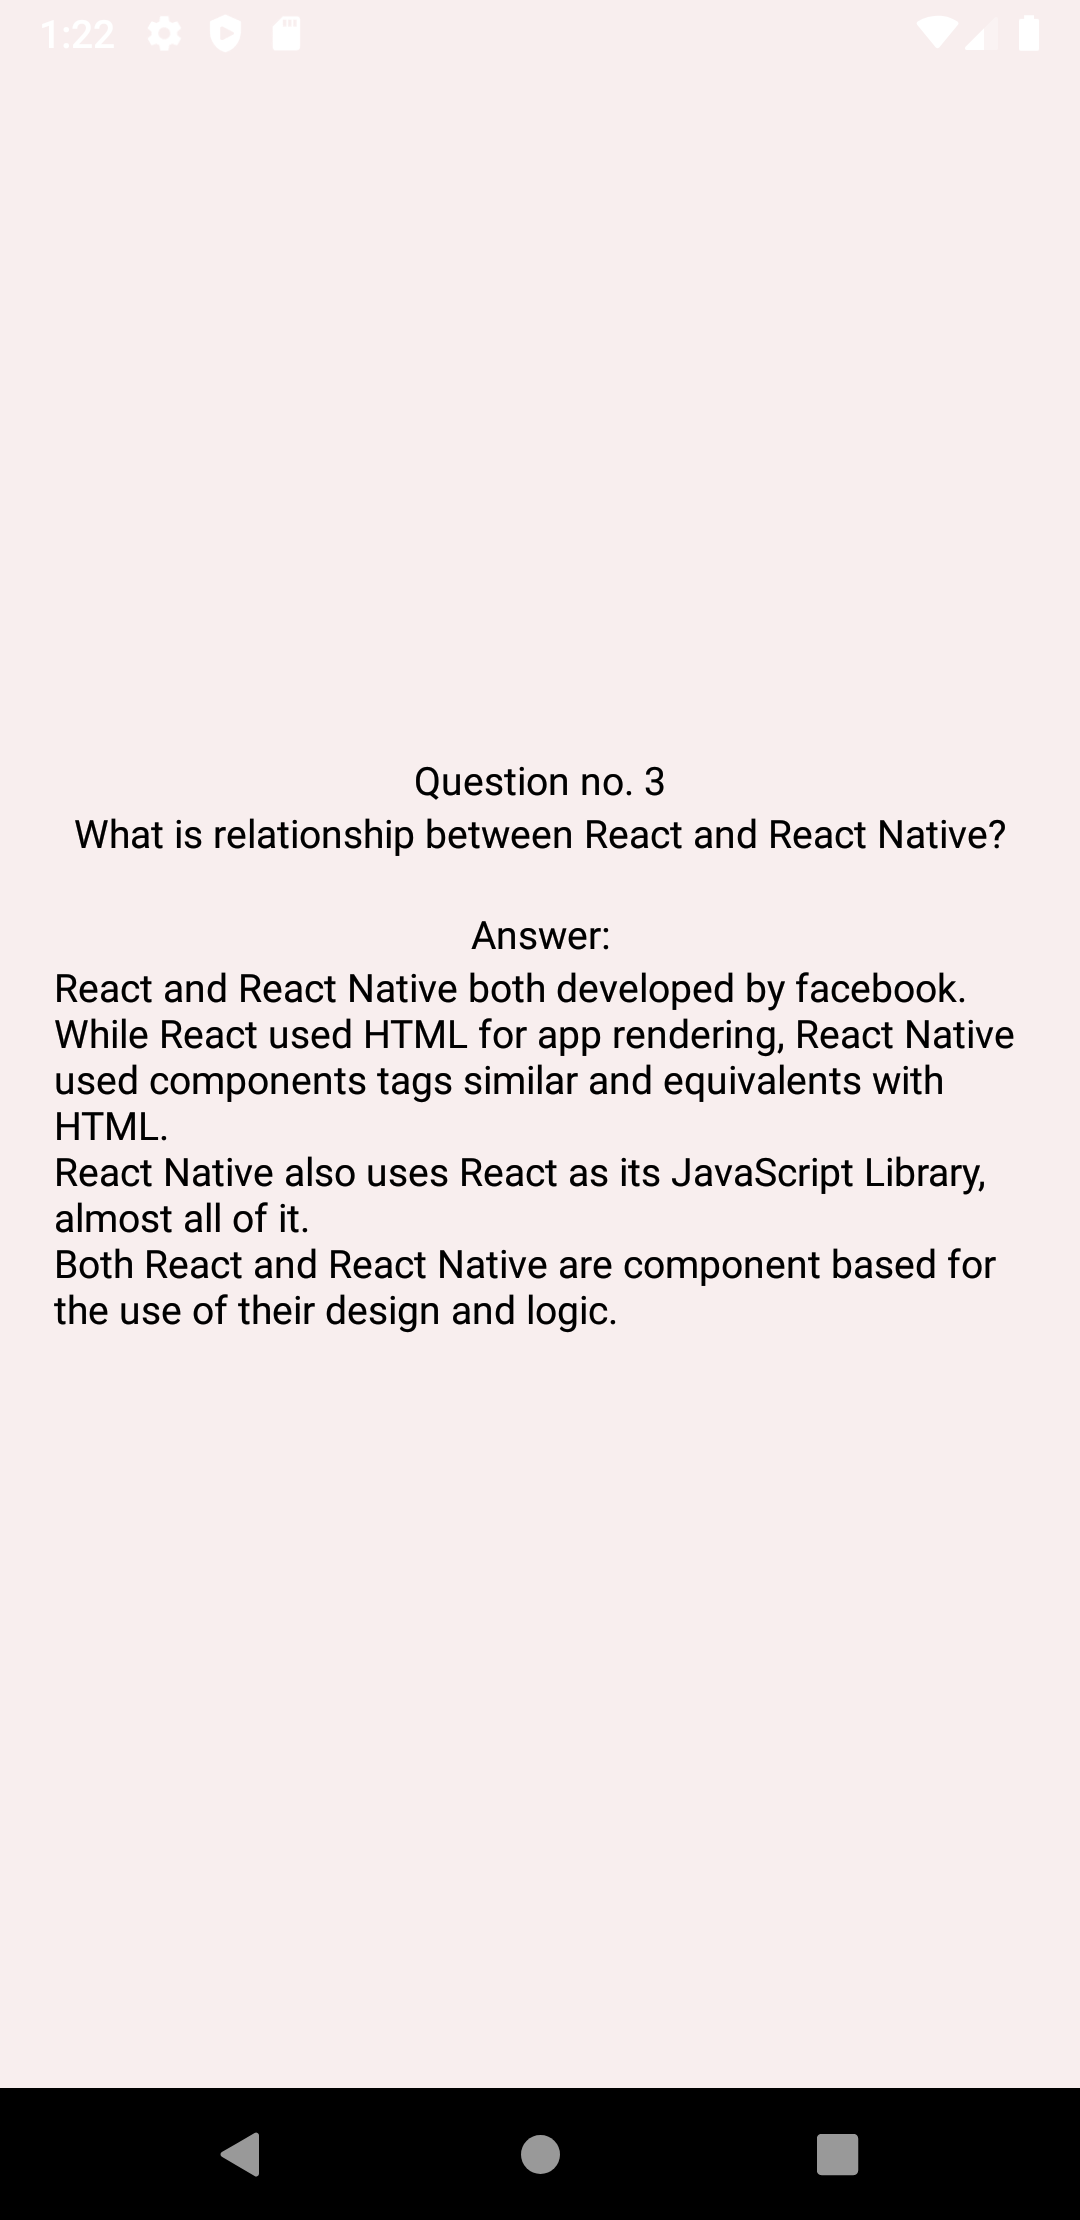 1:22
Question no. 3
What is relationship between React and React Native?
Answer:
React and React Native both developed by facebook.
While React used HTML for app rendering, React Native
used components tags similar and equivalents with
HTML.
React Native also uses React as its JavaScript Library,
almost all of it.
Both React and React Native are component based for
the use of their design and logic.